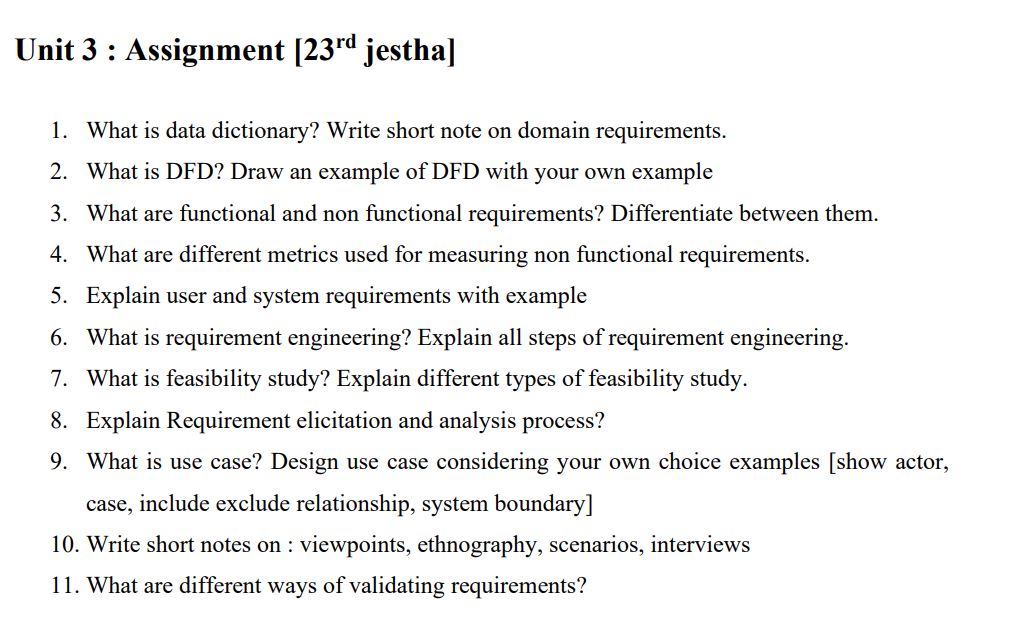 Unit 3 : Assignment [23rd jestha]
1. What is data dictionary? Write short note on domain requirements.
2. What is DFD? Draw an example of DFD with your own example
3. What are functional and non functional requirements? Differentiate between them.
4. What are different metrics used for measuring non functional requirements.
5. Explain user and system requirements with example
6. What is requirement engineering? Explain all steps of requirement engineering.
7. What is feasibility study? Explain different types of feasibility study.
8. Explain Requirement elicitation and analysis process?
9. What is use case? Design use case considering your own choice examples [show actor,
case, include exclude relationship, system boundary]
10. Write short notes on : viewpoints, ethnography, scenarios, interviews
11. What are different ways of validating requirements?